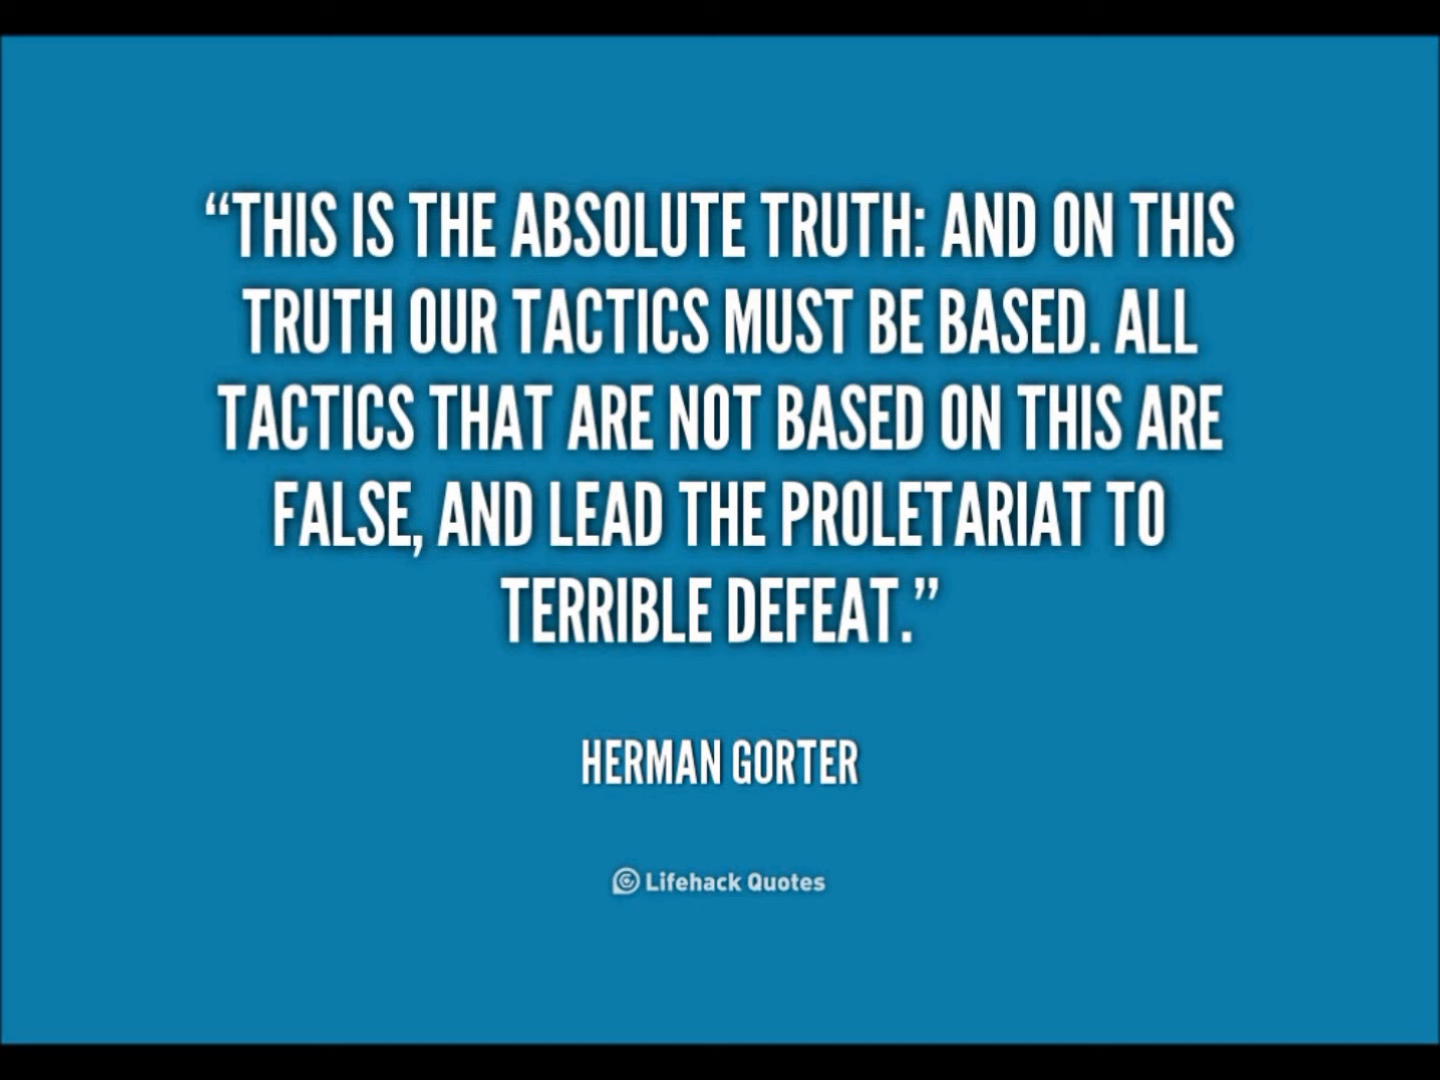 “THIS IS THE ABSOLUTE TRUTH: AND ON THIS
TRUTH OUR TACTICS MUST BE BASED. ALL
TACTICS THAT ARE NOT BASED ON THIS ARE
FALSE, AND LEAD THE PROLETARIAT TO
TERRIBLE DEFEAT.”
HERMAN GORTER
Lifehack Quotes